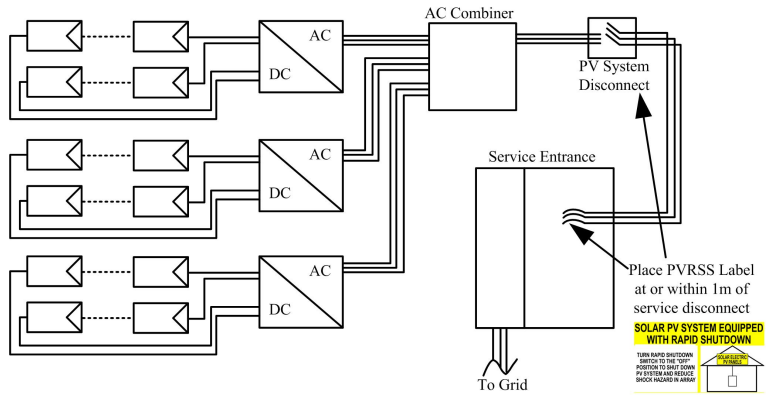 AC Combiner
AC
DC
PV System
Disconnect
AC
DC
Service Entrance
AC
DC
Place PVRSS Label
at or within 1m of
service disconnect
To Grid
SOLAR PV SYSTEM EQUIPPED
WITH RAPID SHUTDOWN
TURN RAPID SHUTDOWN
SWITCH TO THE "OFF"
POSITION TO SHUT DOWN
PV SYSTEM AND REDUCE
SHOCK HAZARD IN ARRAY
SOLAR ELECTRIC
PV PANELS